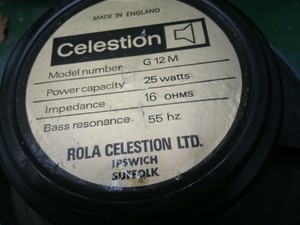 MADE IN ENGLAND
Celestion
Model number G 12 M
Power capacity 25 watts
Impedance 16 OHMS
Bass resonance 55 hz.
ROLA CELESTION LTD.
IPSWICH
SUFFOLK